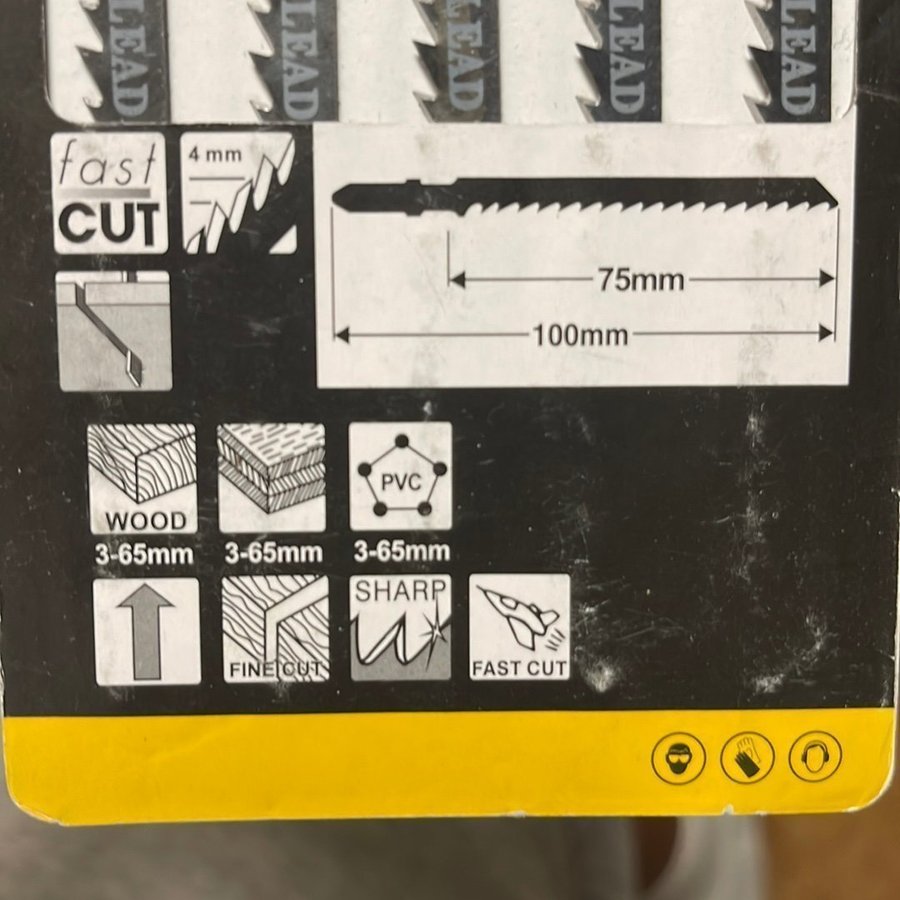 LEAD LEAD LEAD LEAD LEAD
fast
CUT
4 mm
75mm
100mm
WOOD
PVC
3-65mm 3-65mm 3-65mm
FINE CUT
SHARP
FAST CUT